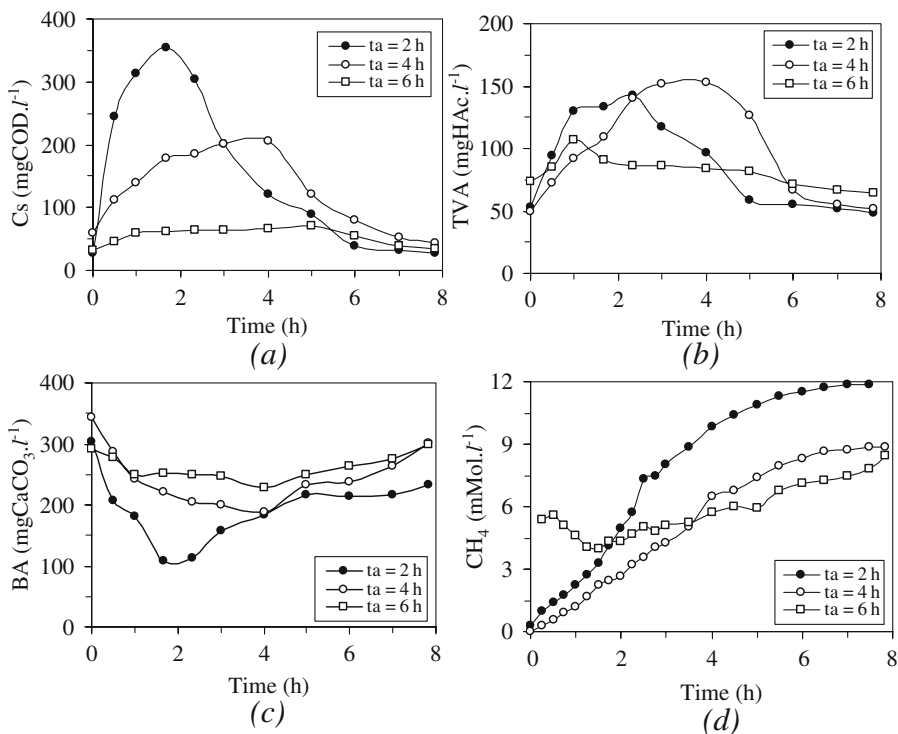 (a)
Cs (mgCOD.l⁻¹)
400
300
200
100
0
ta = 2 h
ta = 4 h
ta = 6 h
0 2 4 6 8
Time (h)
(b)
TVA (mgHAc.l⁻¹)
200
150
100
50
0
ta = 2 h
ta = 4 h
ta = 6 h
0 2 4 6 8
Time (h)
(c)
BA (mgCaCO₃.l⁻¹)
400
300
200
100
0
ta = 2 h
ta = 4 h
ta = 6 h
0 2 4 6 8
Time (h)
(d)
CH₄ (mMol.l⁻¹)
12
9
6
3
0
ta = 2 h
ta = 4 h
ta = 6 h
0 2 4 6 8
Time (h)